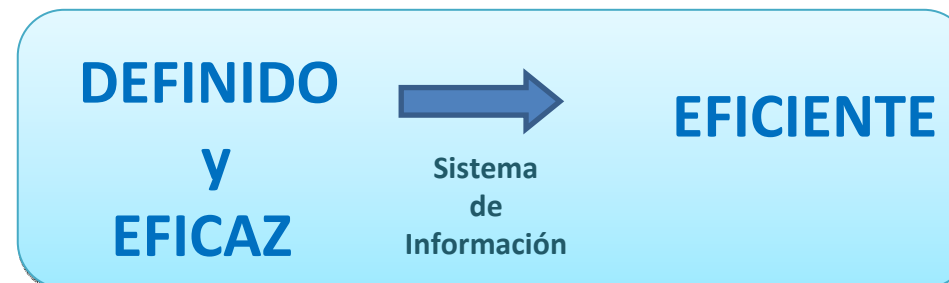 DEFINIDO
y
EFICAZ
Sistema
de
Información
EFICIENTE